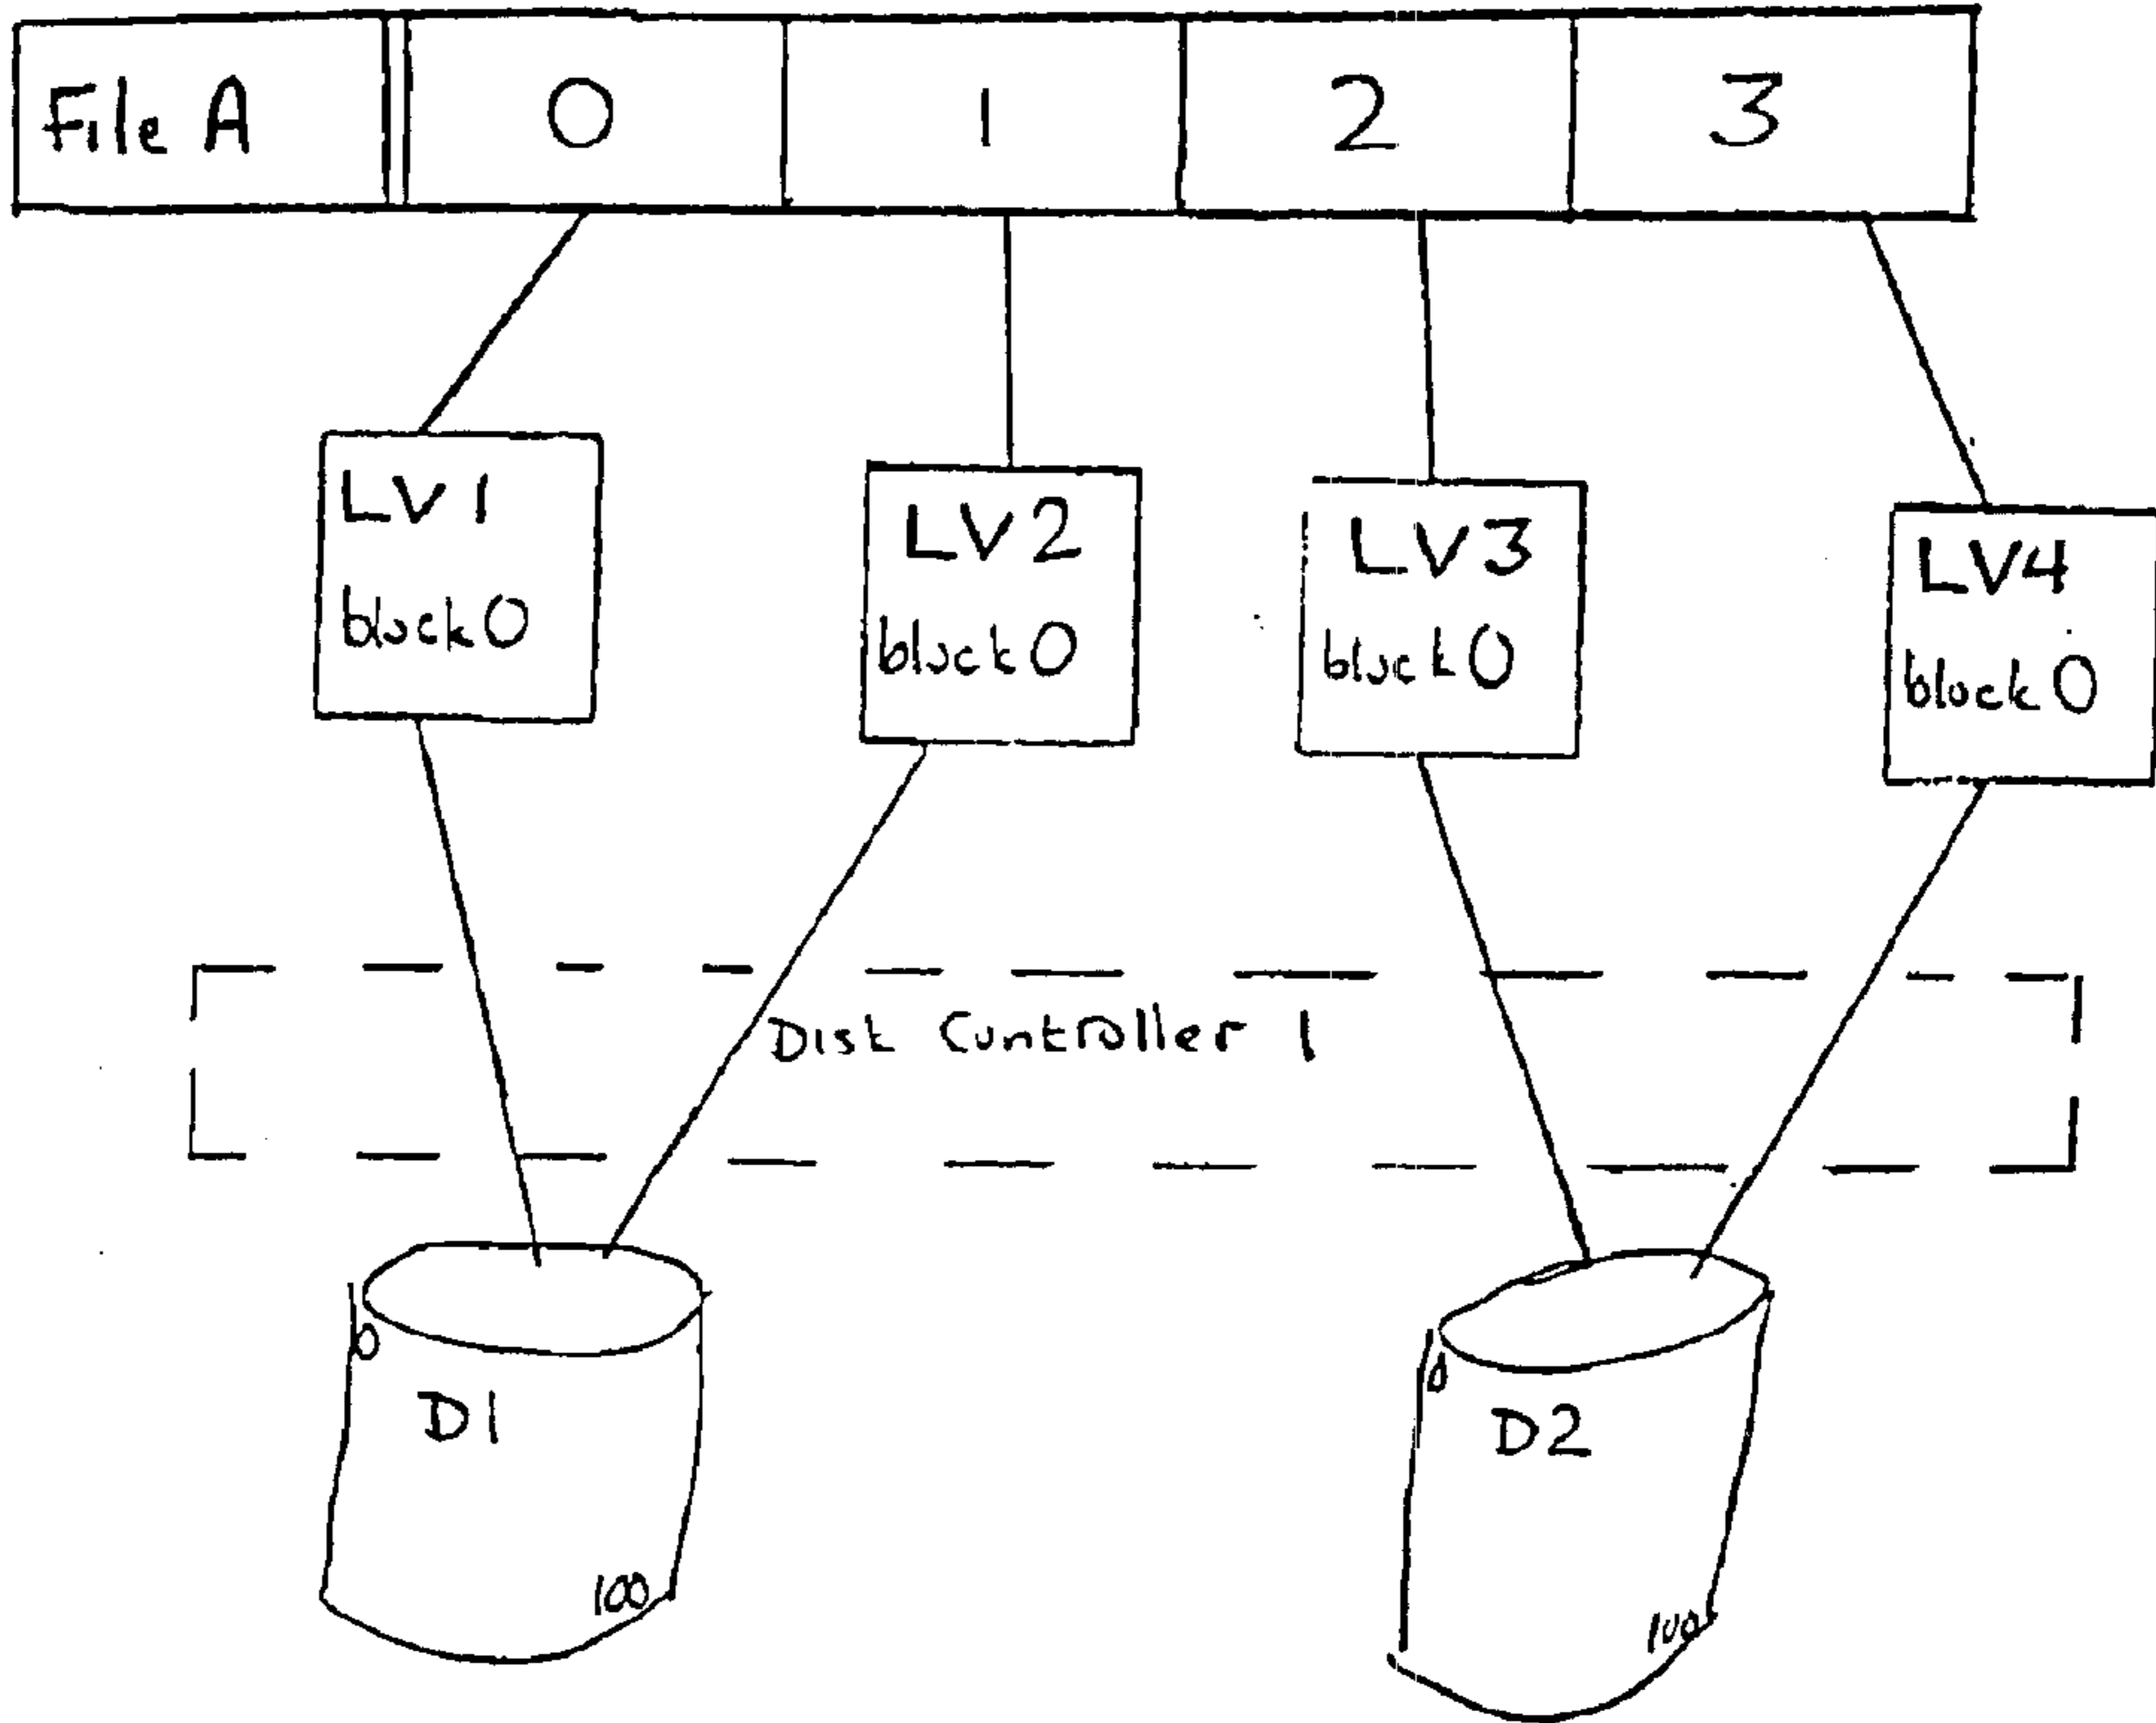 File A 0 1 2 3
LV1
block 0
LV2
block 0
LV3
block 0
LV4
block 0
Disk Controller 1
0
D1
100
0
D2
100